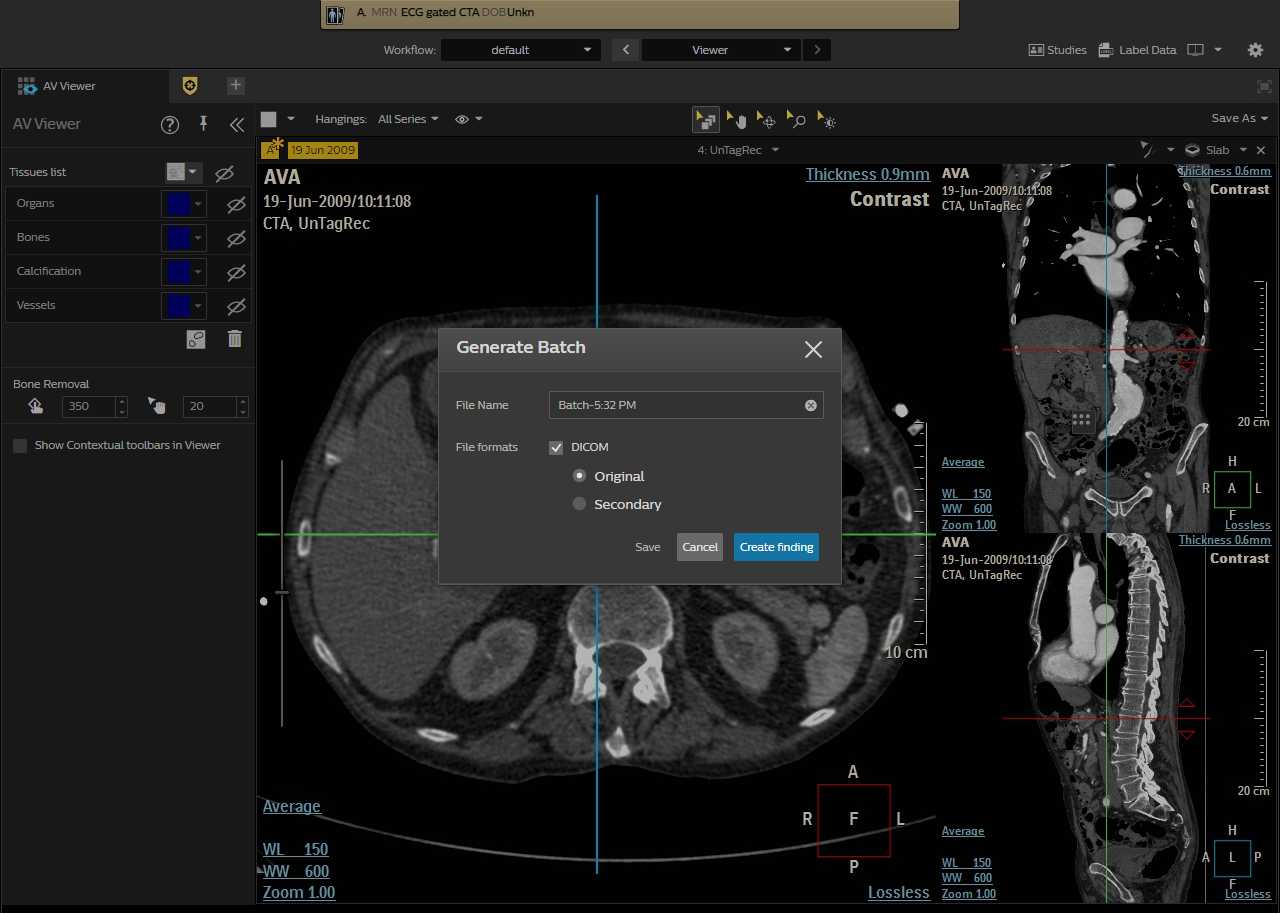 A. MRN ECG gated CTA DOB Unkn
Workflow: default Viewer Studies Label Data
AV Viewer
AV Viewer
Hangings: All Series Save As
A 19 Jun 2009 4: UnTagRec Slab
Tissues list
Organs
Bones
Calcification
Vessels
Bone Removal
350 20
Show Contextual toolbars in Viewer
AVA
19-Jun-2009/10:11:08
CTA, UnTagRec
Thickness 0.9mm
Contrast
10 cm
Average
WL 150
WW 600
Zoom 1.00
A
R F L
P
Lossless
Generate Batch
File Name Batch-5:32 PM
File formats DICOM
Original
Secondary
Save Cancel Create finding
AVA
19-Jun-2009/10:11:08
CTA, UnTagRec
Thickness 0.6mm
Contrast
20 cm
Average
WL 150
WW 600
Zoom 1.00
H
R A L
F
Lossless
AVA
19-Jun-2009/10:11:08
CTA, UnTagRec
Thickness 0.6mm
Contrast
20 cm
Average
WL 150
WW 600
Zoom 1.00
H
A L P
F
Lossless